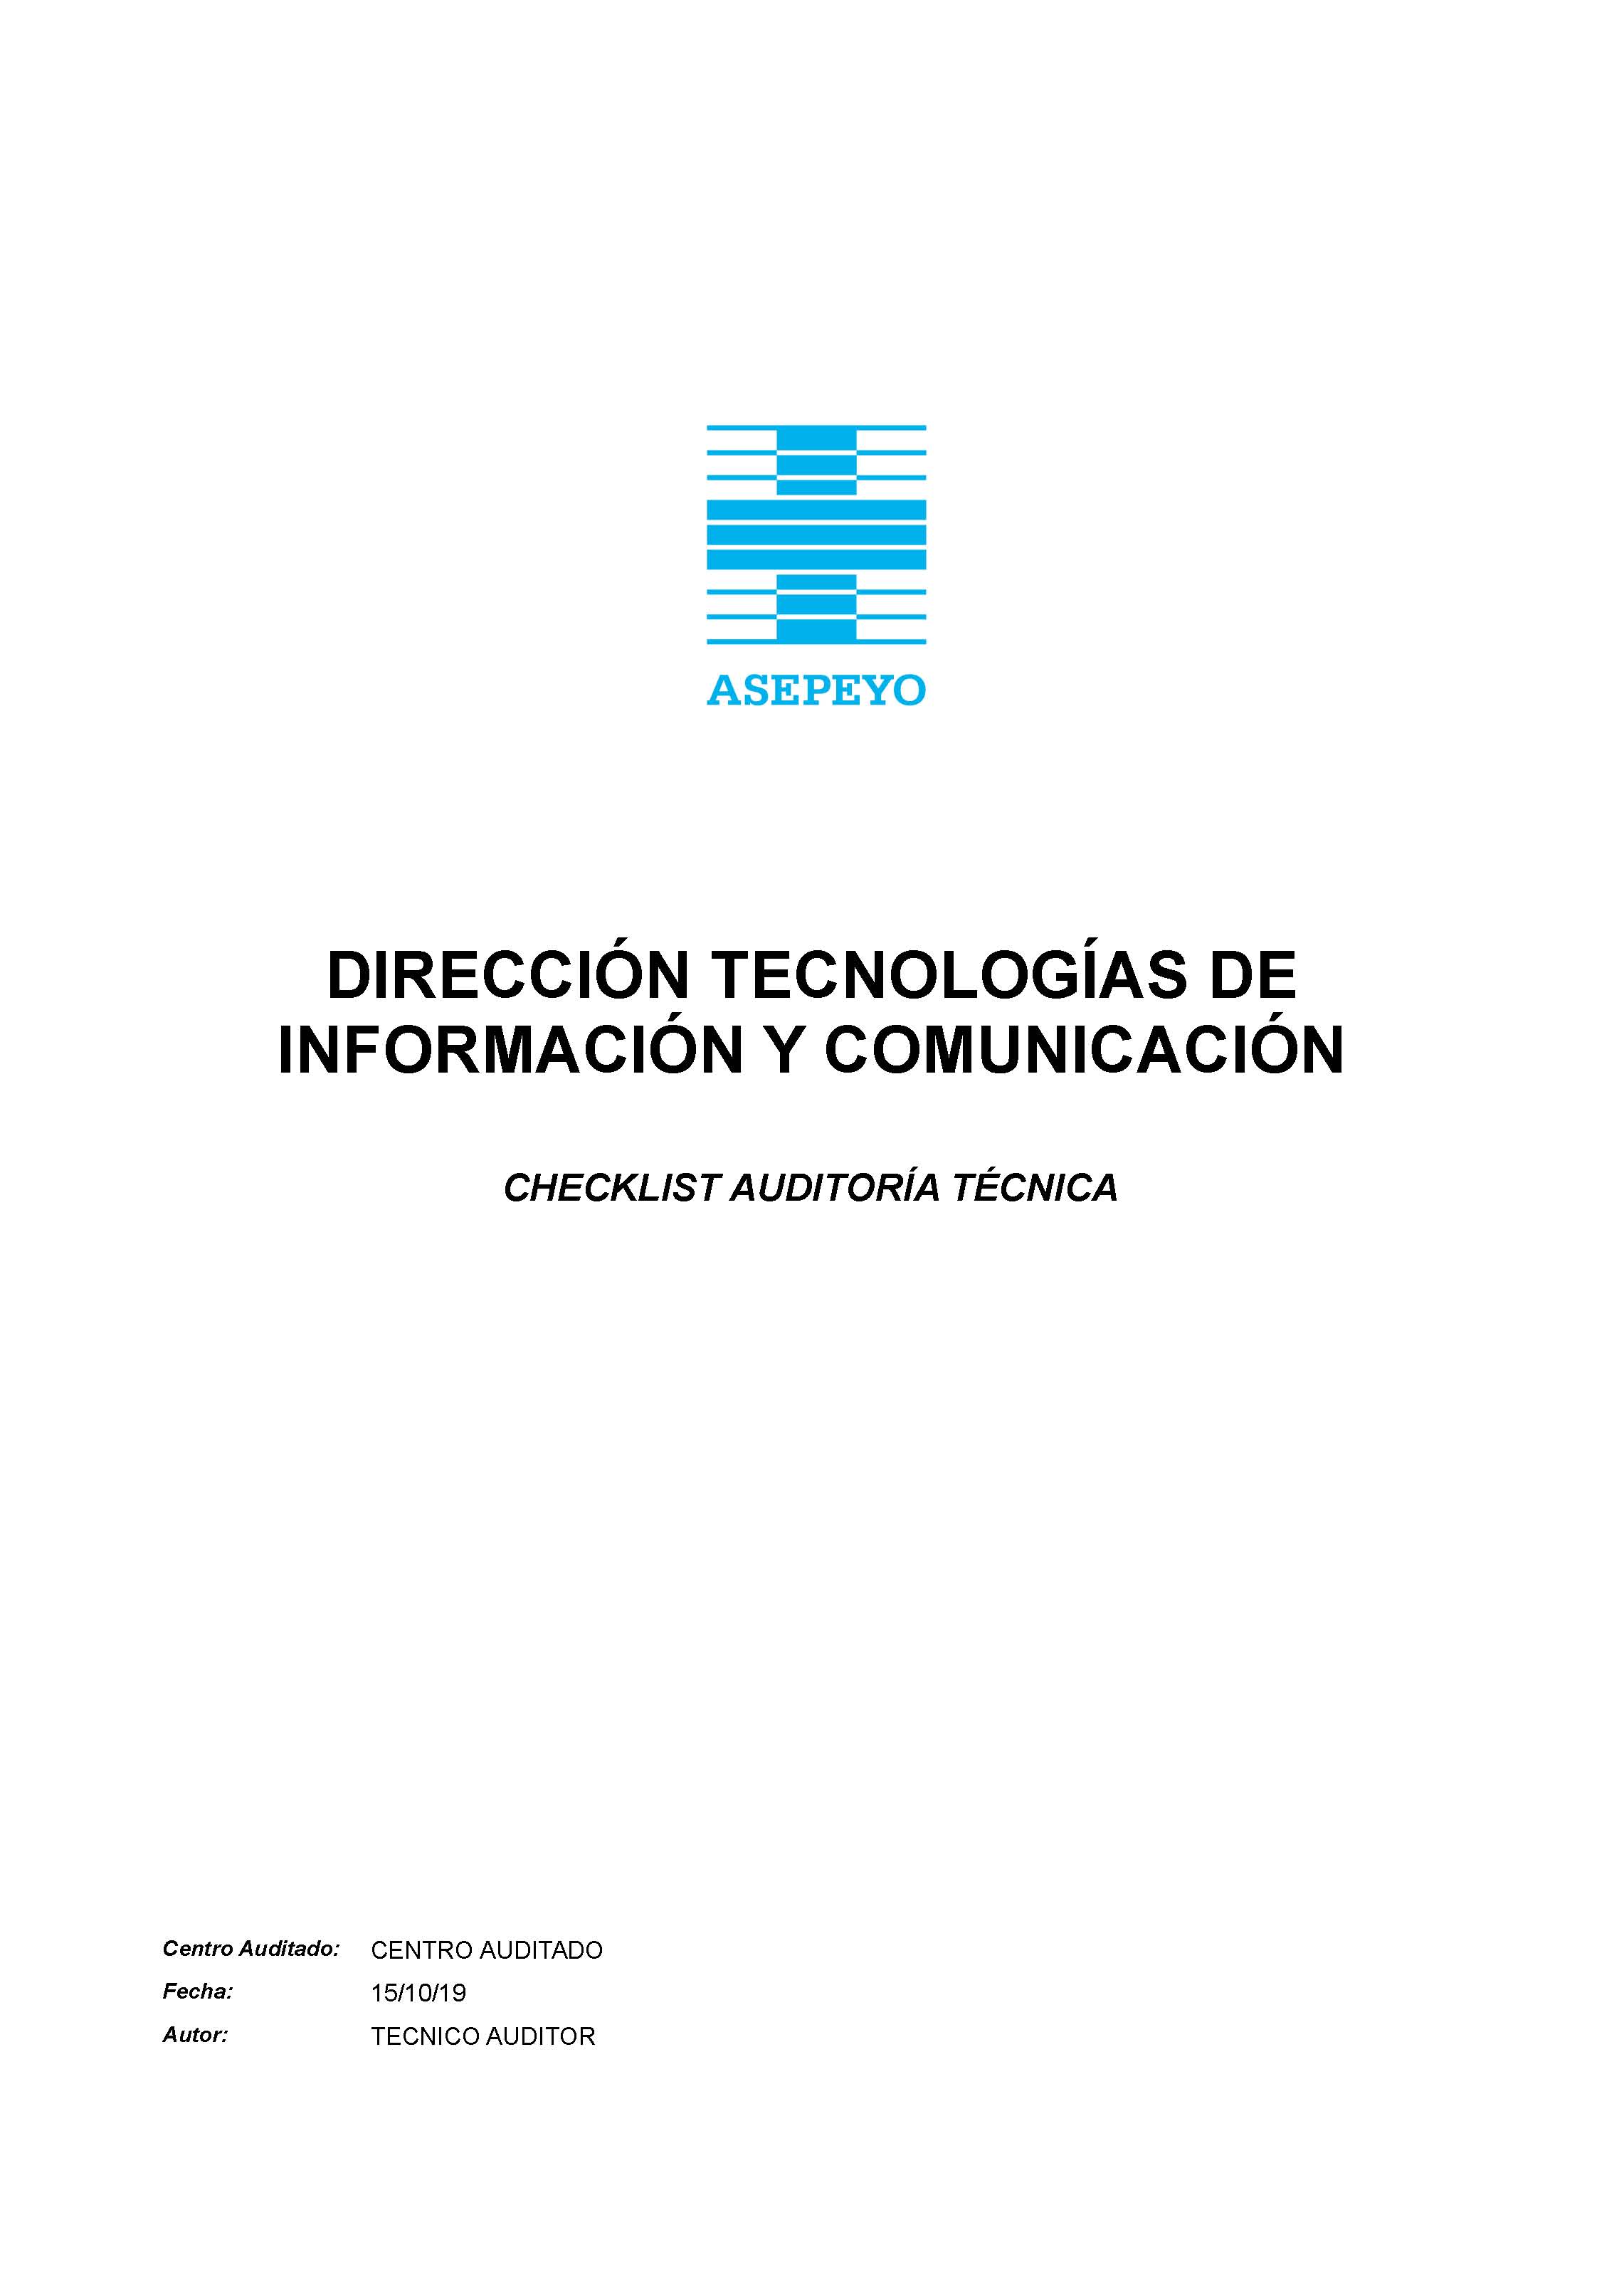 ASEPEYO
DIRECCIÓN TECNOLOGÍAS DE
INFORMACIÓN Y COMUNICACIÓN
CHECKLIST AUDITORÍA TÉCNICA
Centro Auditado: CENTRO AUDITADO
Fecha: 15/10/19
Autor: TECNICO AUDITOR